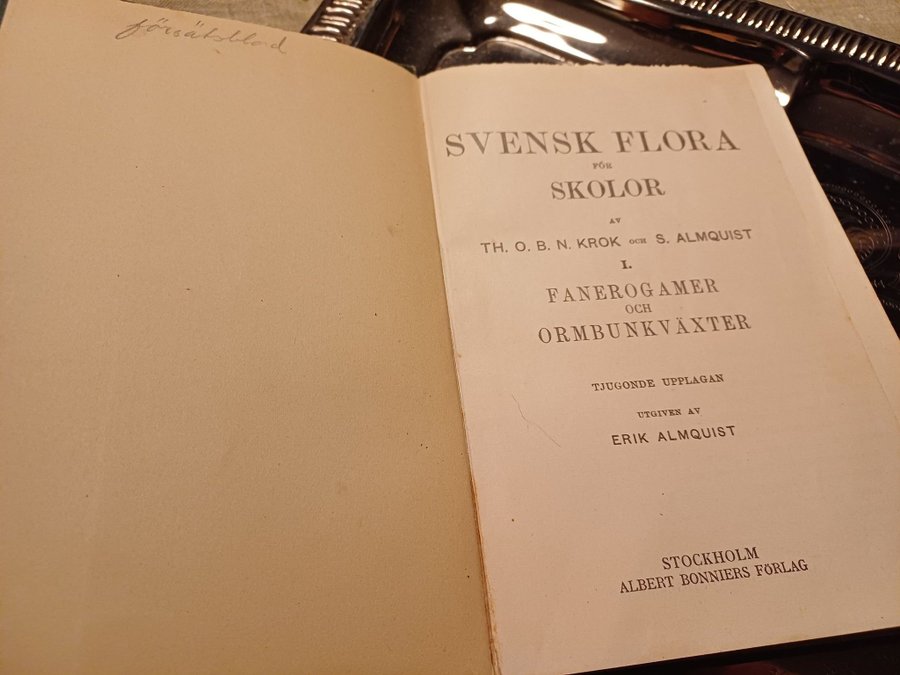 försätsblad
SVENSK FLORA
FÖR
SKOLOR
AV
TH. O. B. N. KROK OCH S. ALMQUIST
I.
FANEROGAMER
OCH
ORMBUNKVÄXTER
TJUGONDE UPPLAGAN
UTGIVEN AV
ERIK ALMQUIST
STOCKHOLM
ALBERT BONNIERS FÖRLAG